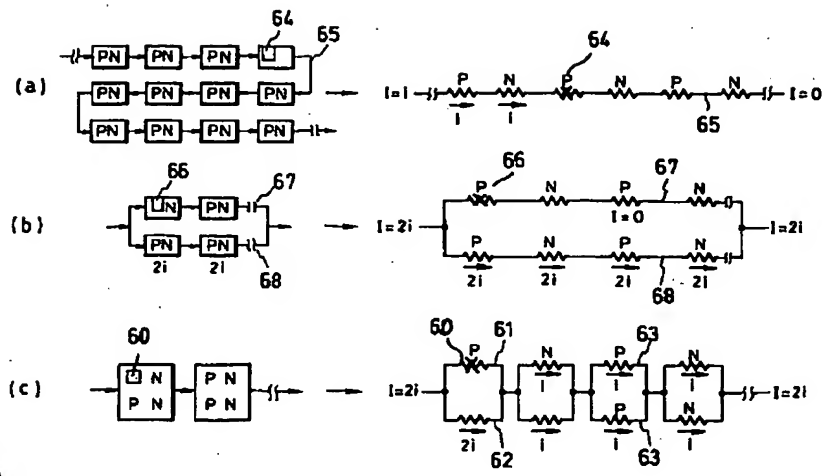 64
65
PN PN PN
(a)
PN PN PN PN
PN PN PN PN
64
P N P N P N
I=i I=0
i i
65
66
67
N PN
(b)
PN PN
2i 2i
68
66
67
P N P N
I=0
I=2i I=2i
P N P N
2i 2i 2i 2i
68
60
(c)
N P N
P N P N
60 61 63
P N P N
i i i
I=2i I=2i
P N
2i i i i
62 63